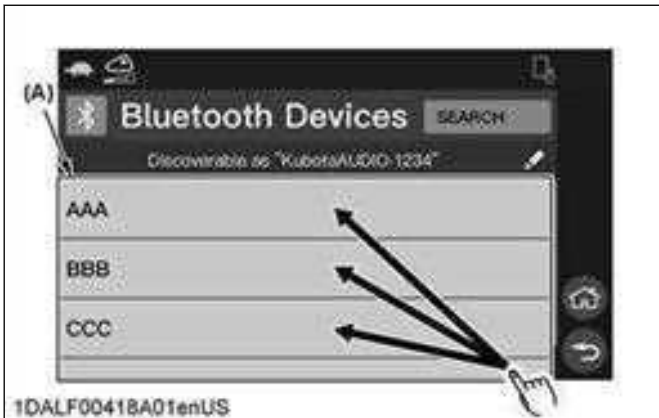 (A)
Bluetooth Devices SEARCH
Discoverable as "KubotaAUDIO-1234"
AAA
BBB
CCC
1DALF00418A01enUS